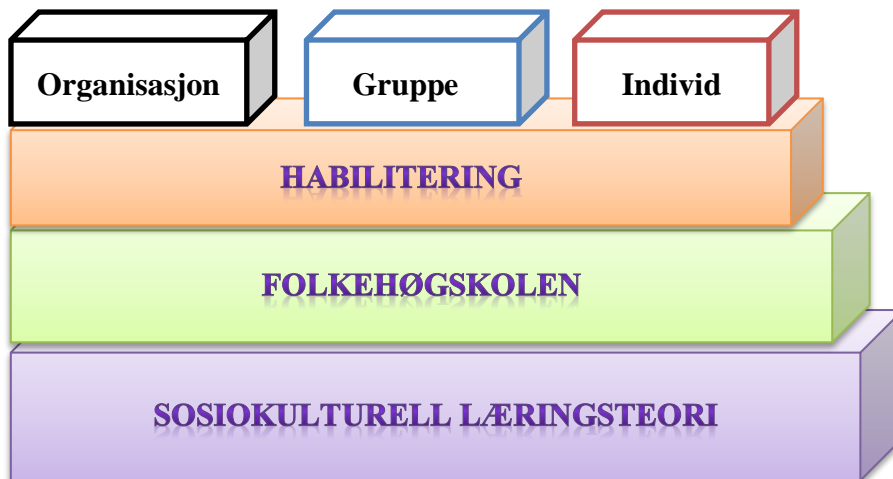 Organisasjon Gruppe Individ
HABILITERING
FOLKEHØGSKOLEN
SOSIOKULTURELL LÆRINGSTEORI